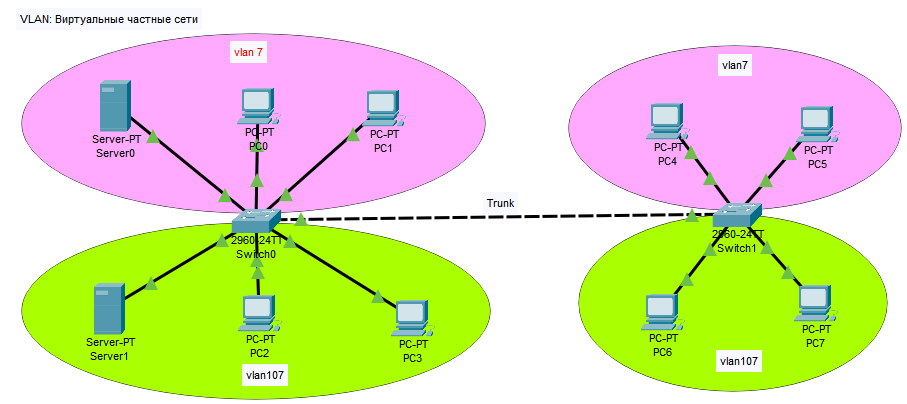 VLAN: Виртуальные частные сети
vlan 7
Server-PT
Server0
PC-PT
PC0
PC-PT
PC1
2960-24TT
Switch0
Server-PT
Server1
PC-PT
PC2
PC-PT
PC3
vlan107
Trunk
vlan7
PC-PT
PC4
PC-PT
PC5
2960-24TT
Switch1
PC-PT
PC6
PC-PT
PC7
vlan107